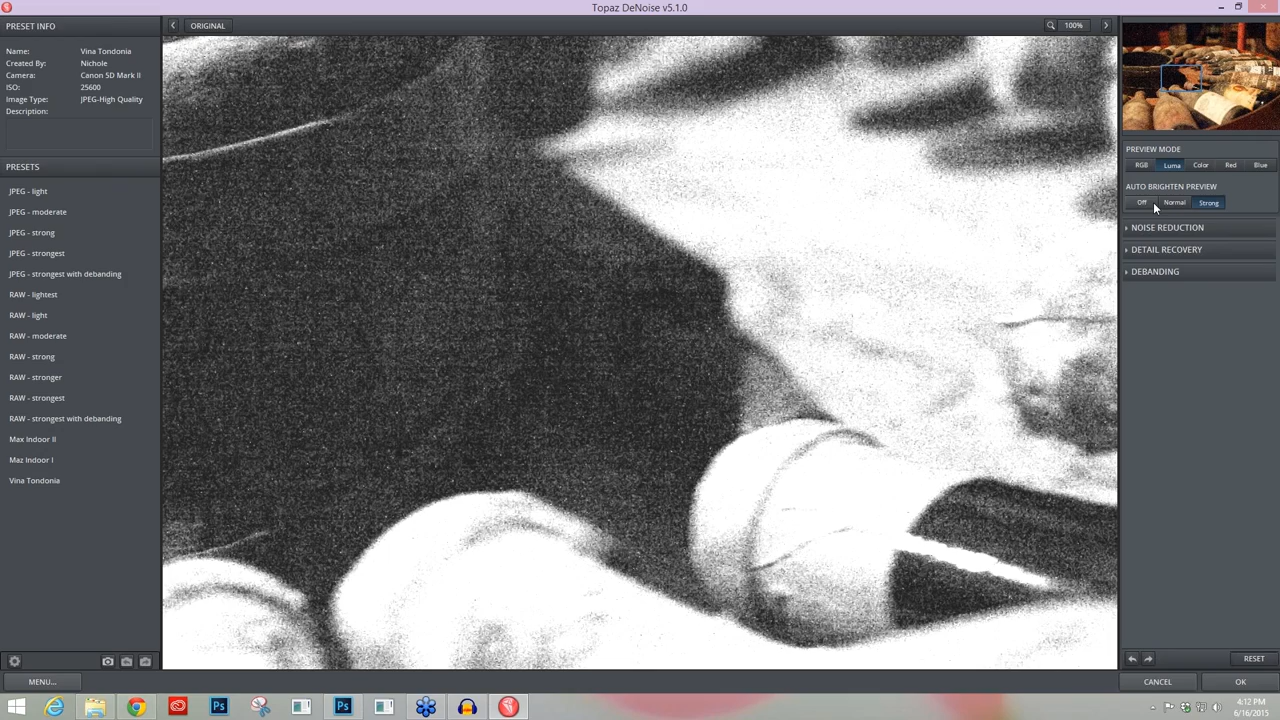 Topaz DeNoise v5.1.0
PRESET INFO
Name: Vina Tondonia
Created By: Nichole
Camera: Canon 5D Mark II
ISO: 25600
Image Type: JPEG-High Quality
Description:
PRESETS
JPEG - light
JPEG - moderate
JPEG - strong
JPEG - strongest
JPEG - strongest with debanding
RAW - lightest
RAW - light
RAW - moderate
RAW - strong
RAW - stronger
RAW - strongest
RAW - strongest with debanding
Max Indoor II
Maz Indoor I
Vina Tondonia
MENU...
ORIGINAL
100%
PREVIEW MODE
RGB Luma Color Red Blue
AUTO BRIGHTEN PREVIEW
Off Normal Strong
NOISE REDUCTION
DETAIL RECOVERY
DEBANDING
RESET
CANCEL OK
Ps Ps
4:12 PM
6/16/2015